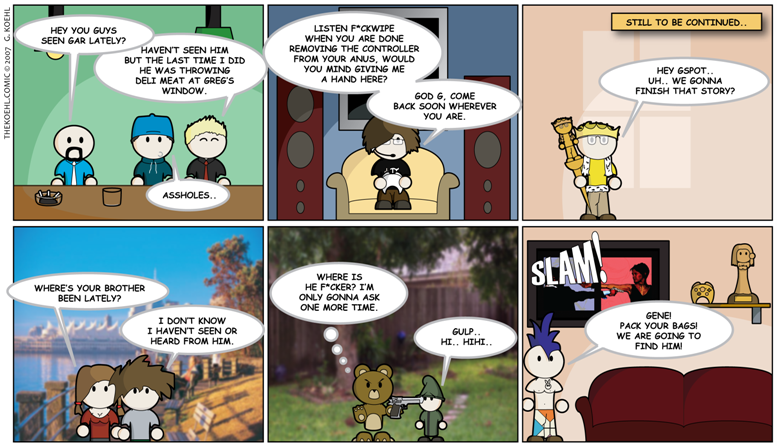 THEKOEHL.COMIC © 2007 G. KOEHL
HEY YOU GUYS
SEEN GAR LATELY?
HAVEN'T SEEN HIM
BUT THE LAST TIME I DID
HE WAS THROWING
DELI MEAT AT GREG'S
WINDOW.
ASSHOLES..
LISTEN F*CKWIPE
WHEN YOU ARE DONE
REMOVING THE CONTROLLER
FROM YOUR ANUS, WOULD
YOU MIND GIVING ME
A HAND HERE?
GOD G, COME
BACK SOON WHEREVER
YOU ARE.
STILL TO BE CONTINUED..
HEY GSPOT..
UH.. WE GONNA
FINISH THAT STORY?
WHERE'S YOUR BROTHER
BEEN LATELY?
I DON'T KNOW
I HAVEN'T SEEN OR
HEARD FROM HIM.
WHERE IS
HE F*CKER? I'M
ONLY GONNA ASK
ONE MORE TIME.
GULP..
HI.. HIHI..
SLAM!
GENE!
PACK YOUR BAGS!
WE ARE GOING TO
FIND HIM!